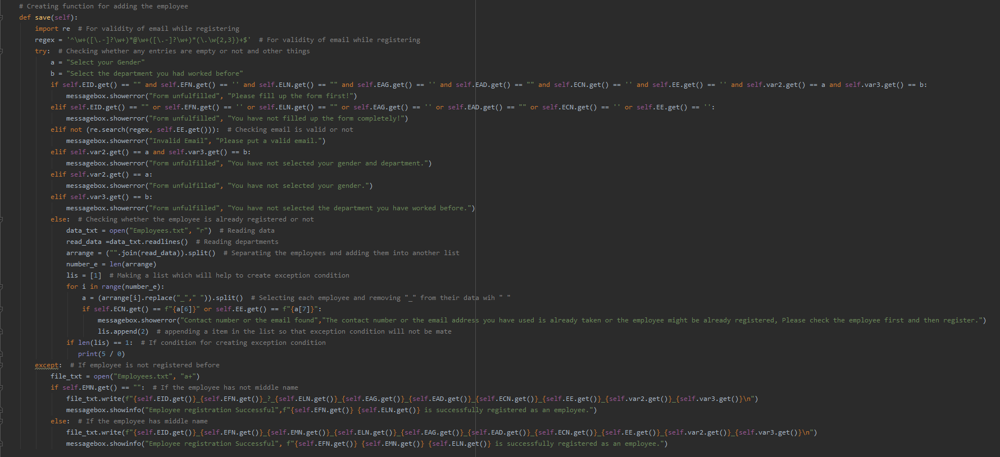 # Creating function for adding the employee
def save(self):
    import re  # For validity of email while registering
    regex = '^\w+([\.-]?\w+)*@\w+([\.-]?\w+)*(\.\w{2,3})+$'  # For validity of email while registering
    try:  # Checking whether any entries are empty or not and other things
        a = "Select your Gender"
        b = "Select the department you had worked before"
        if self.EID.get() == "" and self.EFN.get() == '' and self.ELN.get() == "" and self.EAG.get() == '' and self.EAD.get() == "" and self.ECN.get() == '' and self.EE.get() == '' and self.var2.get() == a and self.var3.get() == b:
            messagebox.showerror("Form unfulfilled", "Please fill up the form first!")
        elif self.EID.get() == "" or self.EFN.get() == '' or self.ELN.get() == "" or self.EAG.get() == '' or self.EAD.get() == "" or self.ECN.get() == '' or self.EE.get() == '':
            messagebox.showerror("Form unfulfilled", "You have not filled up the form completely!")
        elif not (re.search(regex, self.EE.get())):  # Checking email is valid or not
            messagebox.showerror("Invalid Email", "Please put a valid email.")
        elif self.var2.get() == a and self.var3.get() == b:
            messagebox.showerror("Form unfulfilled", "You have not selected your gender and department.")
        elif self.var2.get() == a:
            messagebox.showerror("Form unfulfilled", "You have not selected your gender.")
        elif self.var3.get() == b:
            messagebox.showerror("Form unfulfilled", "You have not selected the department you have worked before.")
        else:  # Checking whether the employee is already registered or not
            data_txt = open("Employees.txt", "r")  # Reading data
            read_data =data_txt.readlines()  # Reading departments
            arrange = ("".join(read_data)).split()  # Separating the employees and adding them into another list
            number_e = len(arrange)
            lis = [1]  # Making a list which will help to create exception condition
            for i in range(number_e):
                a = (arrange[i].replace("_"," ")).split()  # Selecting each employee and removing "_" from their data wih " "
                if self.ECN.get() == f"{a[6]}" or self.EE.get() == f"{a[7]}":
                    messagebox.showerror("Contact number or the email found","The contact number or the email address you have used is already taken or the employee might be already registered, Please check the employee first and then register.")
                    lis.append(2)  # appending a item in the list so that exception condition will not be mate
            if len(lis) == 1:  # If condition for creating exception condition
               print(5 / 0)
    except:  # If employee is not registered before
        file_txt = open("Employees.txt", "a+")
        if self.EMN.get() == "":  # If the employee has not middle name
            file_txt.write(f"{self.EID.get()}_{self.EFN.get()}_?_{self.ELN.get()}_{self.EAG.get()}_{self.EAD.get()}_{self.ECN.get()}_{self.EE.get()}_{self.var2.get()}_{self.var3.get()}\n")
            messagebox.showinfo("Employee registration Successful",f"{self.EFN.get()} {self.ELN.get()} is successfully registered as an employee.")
        else:  # If the employee has middle name
            file_txt.write(f"{self.EID.get()}_{self.EFN.get()}_{self.EMN.get()}_{self.ELN.get()}_{self.EAG.get()}_{self.EAD.get()}_{self.ECN.get()}_{self.EE.get()}_{self.var2.get()}_{self.var3.get()}\n")
            messagebox.showinfo("Employee registration Successful", f"{self.EFN.get()} {self.EMN.get()} {self.ELN.get()} is successfully registered as an employee.")